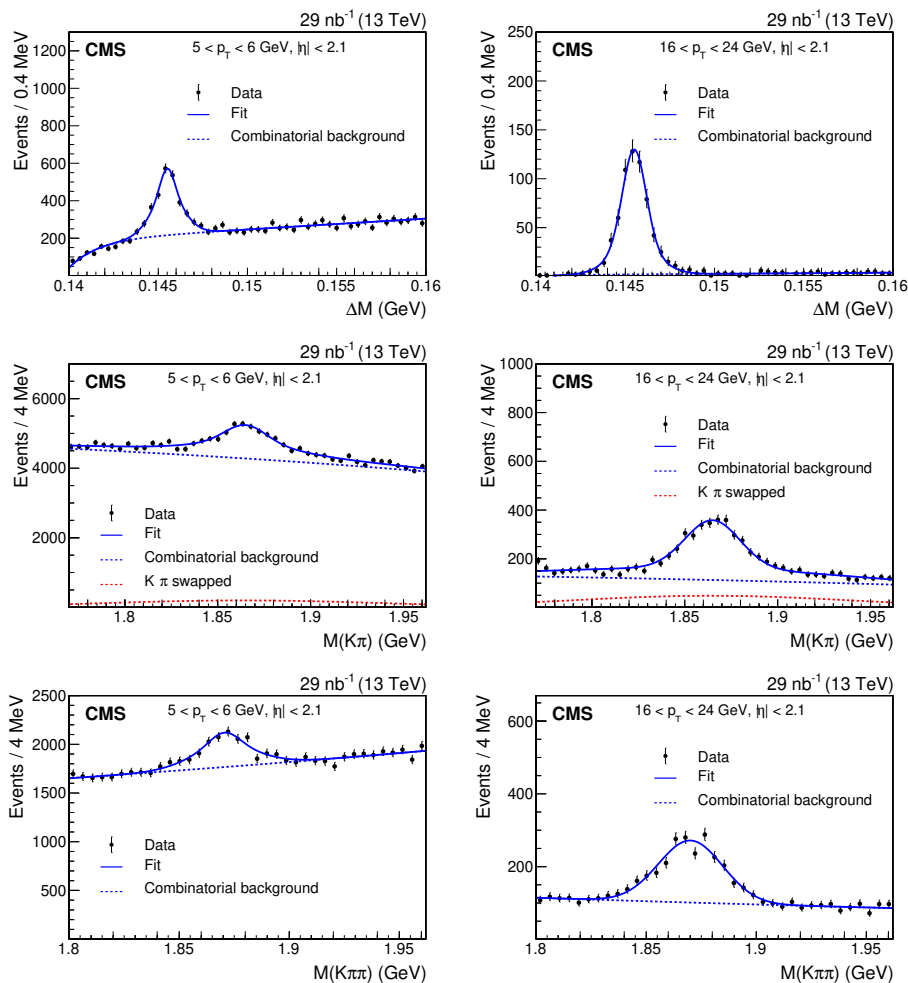 29 nb⁻¹ (13 TeV)
CMS
5 < p_T < 6 GeV, |η| < 2.1
Data
Fit
Combinatorial background
Events / 0.4 MeV
1200
1000
800
600
400
200
0.14
0.145
0.15
0.155
0.16
ΔM (GeV)
29 nb⁻¹ (13 TeV)
CMS
16 < p_T < 24 GeV, |η| < 2.1
Data
Fit
Combinatorial background
Events / 0.4 MeV
250
200
150
100
50
0
0.14
0.145
0.15
0.155
0.16
ΔM (GeV)
29 nb⁻¹ (13 TeV)
CMS
5 < p_T < 6 GeV, |η| < 2.1
Data
Fit
Combinatorial background
K π swapped
Events / 4 MeV
6000
4000
2000
1.8
1.85
1.9
1.95
M(Kπ) (GeV)
29 nb⁻¹ (13 TeV)
CMS
16 < p_T < 24 GeV, |η| < 2.1
Data
Fit
Combinatorial background
K π swapped
Events / 4 MeV
1000
800
600
400
200
1.8
1.85
1.9
1.95
M(Kπ) (GeV)
29 nb⁻¹ (13 TeV)
CMS
5 < p_T < 6 GeV, |η| < 2.1
Data
Fit
Combinatorial background
Events / 4 MeV
2500
2000
1500
1000
500
1.8
1.85
1.9
1.95
M(Kππ) (GeV)
29 nb⁻¹ (13 TeV)
CMS
16 < p_T < 24 GeV, |η| < 2.1
Data
Fit
Combinatorial background
Events / 4 MeV
600
400
200
1.8
1.85
1.9
1.95
M(Kππ) (GeV)